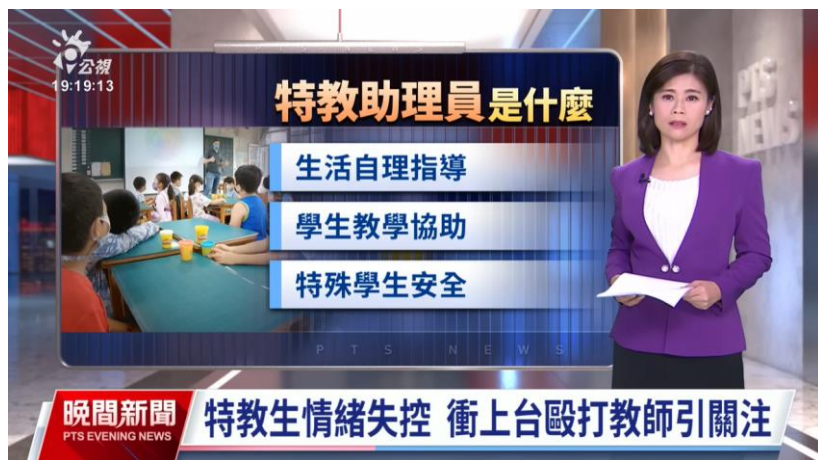 公視
19:19:13
特教助理員是什麼
生活自理指導
學生教學協助
特殊學生安全
PTS NEWS
PTS NEWS
晚間新聞
PTS EVENING NEWS
特教生情緒失控 衝上台毆打教師引關注